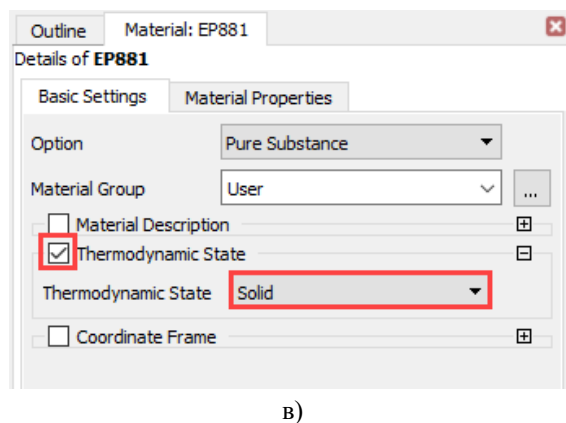 Outline Material: EP881
Details of EP881
Basic Settings Material Properties
Option Pure Substance
Material Group User ...
Material Description
Thermodynamic State
Thermodynamic State Solid
Coordinate Frame
в)